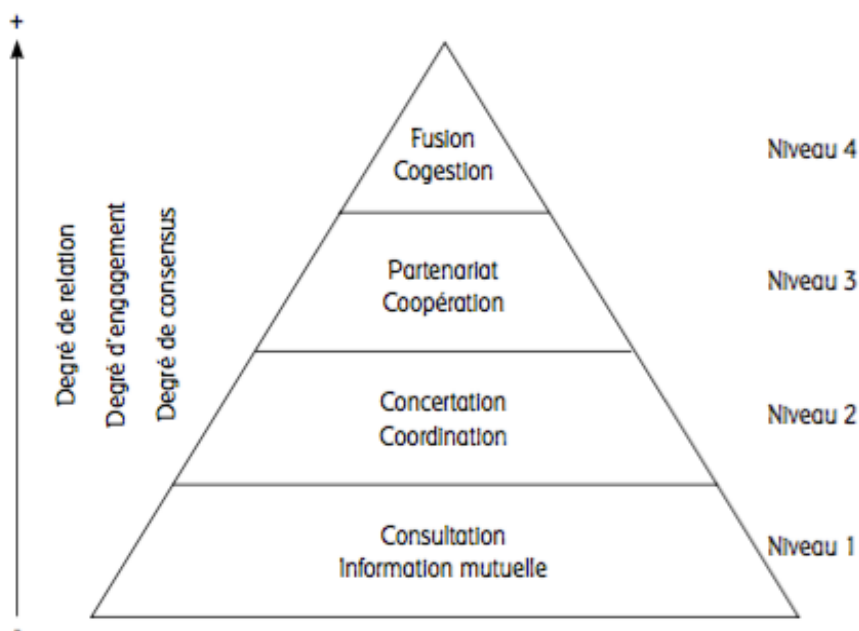 +
Fusion
Cogestion
Niveau 4
Partenariat
Coopération
Niveau 3
Concertation
Coordination
Niveau 2
Consultation
Information mutuelle
Niveau 1
Degré de relation
Degré d'engagement
Degré de consensus
-